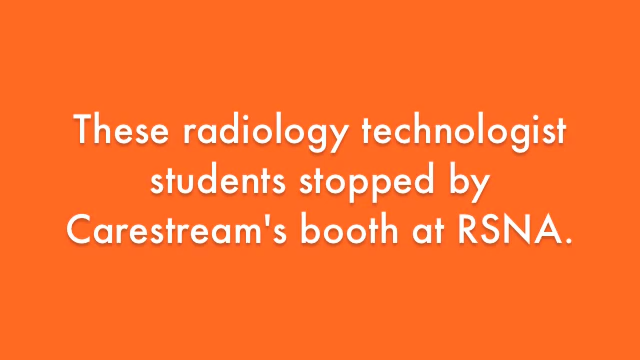 These radiology technologist
students stopped by
Carestream's booth at RSNA.